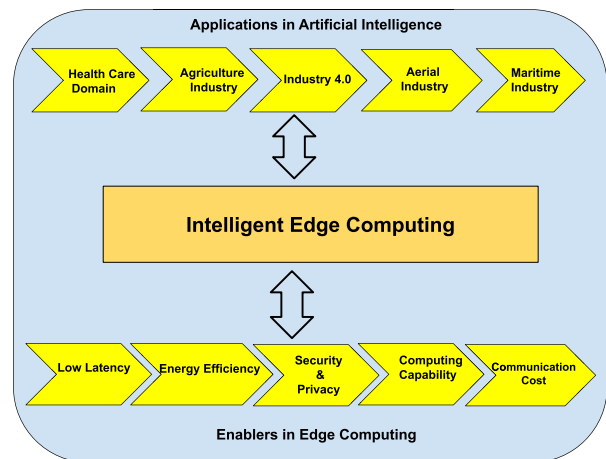 Applications in Artificial Intelligence
Health Care
Domain
Agriculture
Industry
Industry 4.0
Aerial
Industry
Maritime
Industry
Intelligent Edge Computing
Low Latency
Energy Efficiency
Security
&
Privacy
Computing
Capability
Communication
Cost
Enablers in Edge Computing